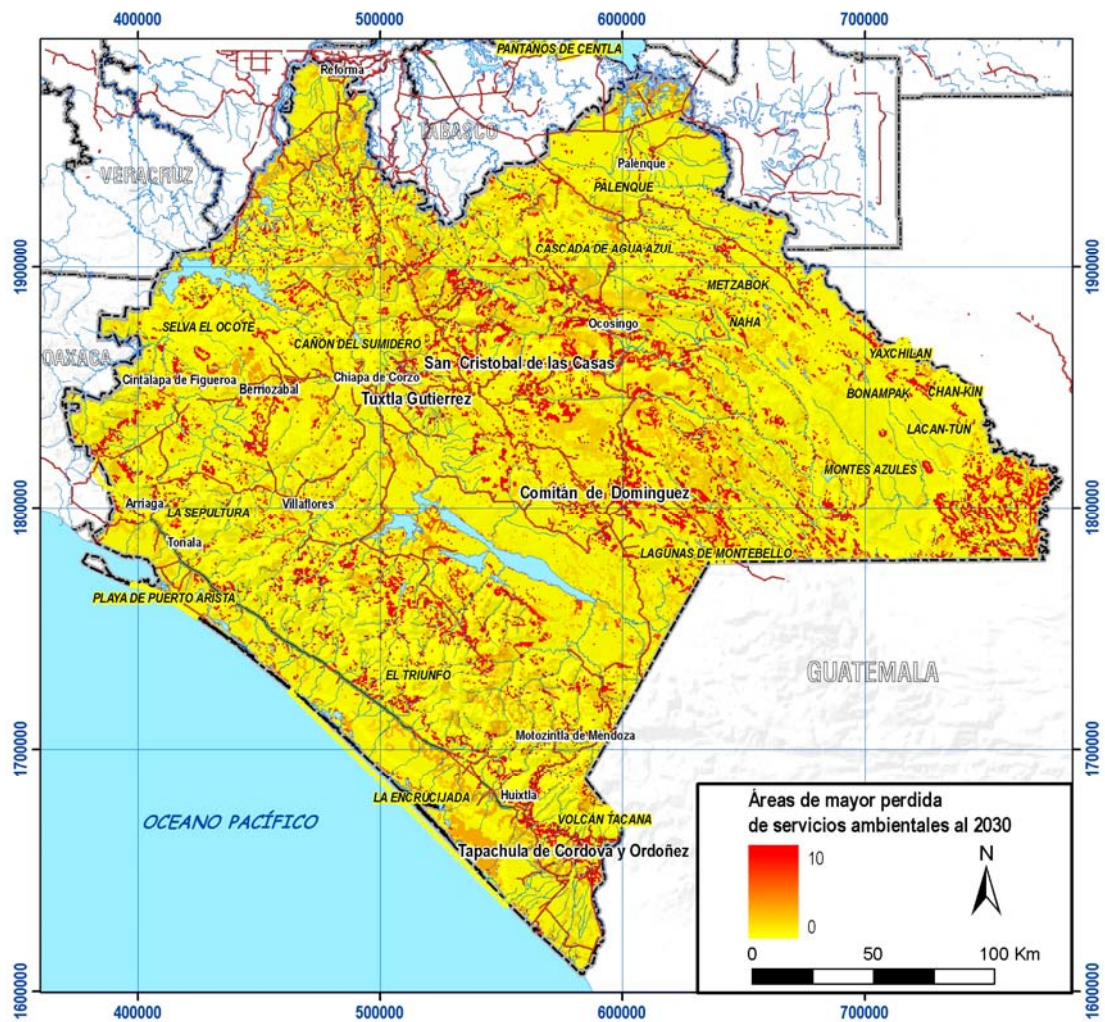 400000
500000
600000
700000
PANTANOS DE CENTLA
Reforma
TABASCO
VERACRUZ
Palenque
PALENQUE
1900000
1900000
CASCADA DE AGUA AZUL
METZABOK
NAHA
SELVA EL OCOTE
CAÑON DEL SUMIDERO
Ocosingo
OAXACA
YAXCHILAN
San Cristobal de las Casas
Cintalapa de Figueroa
Chiapa de Corzo
Berriozabal
Tuxtla Gutierrez
BONAMPAK
CHAN-KIN
LACAN-TUN
MONTES AZULES
Comitán de Dominguez
Arriaga
LA SEPULTURA
Villaflores
1800000
1800000
Tonala
LAGUNAS DE MONTEBELLO
PLAYA DE PUERTO ARISTA
EL TRIUNFO
GUATEMALA
Motozintla de Mendoza
1700000
1700000
LA ENCRUCIJADA
Huixtla
OCEANO PACÍFICO
VOLCÁN TACANA
Tapachula de Cordova y Ordoñez
Áreas de mayor perdida
de servicios ambientales al 2030
10
0
N
0 50 100 Km
1600000
1600000
400000
500000
600000
700000